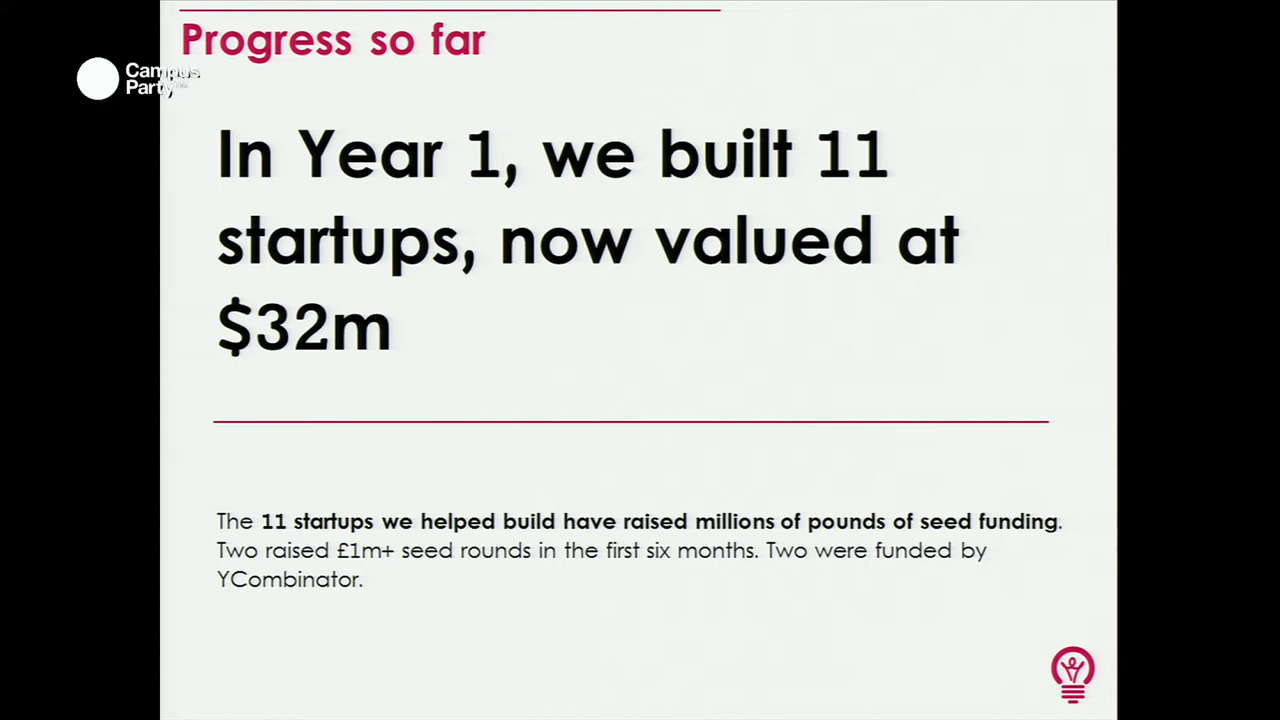 Progress so far
Campus
Party
In Year 1, we built 11
startups, now valued at
$32m
The 11 startups we helped build have raised millions of pounds of seed funding.
Two raised £1m+ seed rounds in the first six months. Two were funded by
YCombinator.